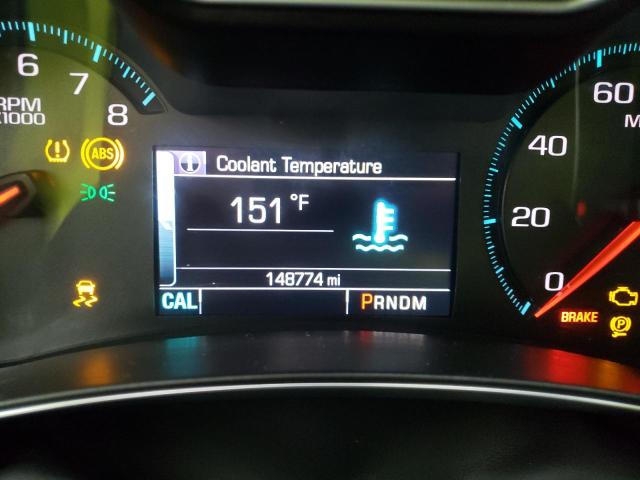 6
7
8
RPM
X1000
ABS
Coolant Temperature
151 °F
148774 mi
CAL
PRNDM
60
40
20
0
BRAKE
P